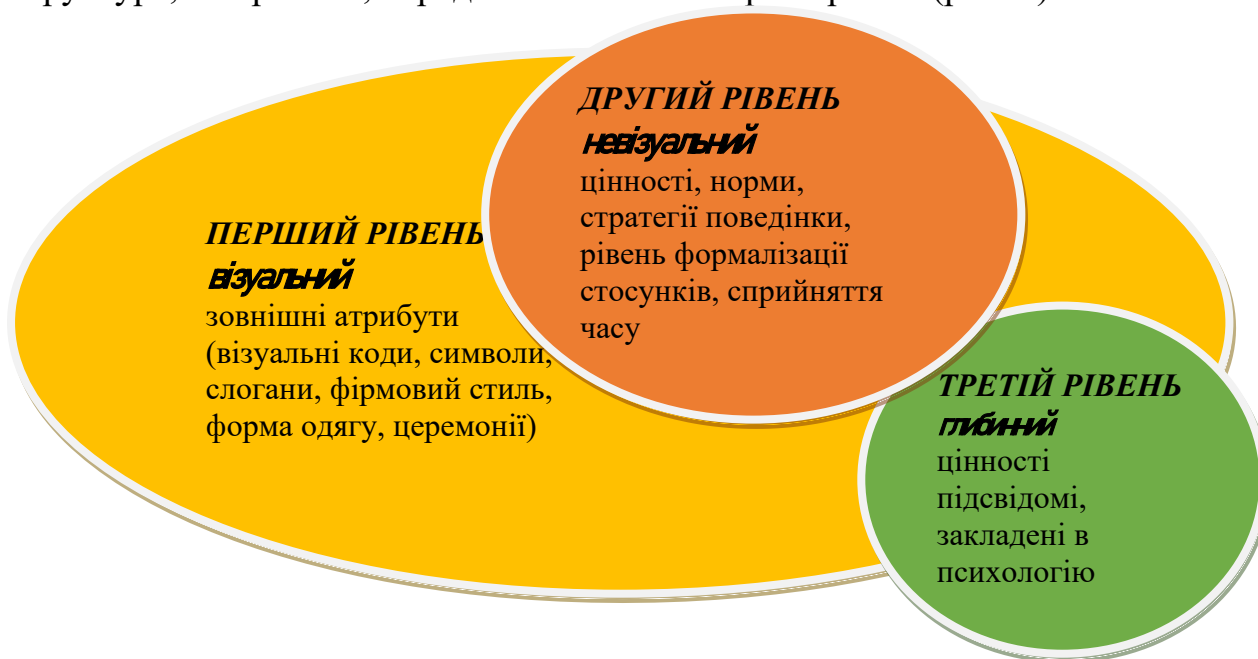 ПЕРШИЙ РІВЕНЬ
візуальний
зовнішні атрибути
(візуальні коди, символи,
слогани, фірмовий стиль,
форма одягу, церемонії)
ДРУГИЙ РІВЕНЬ
невізуальний
цінності, норми,
стратегії поведінки,
рівень формалізації
стосунків, сприйняття
часу
ТРЕТІЙ РІВЕНЬ
глибинний
цінності
підсвідомі,
закладені в
психологію